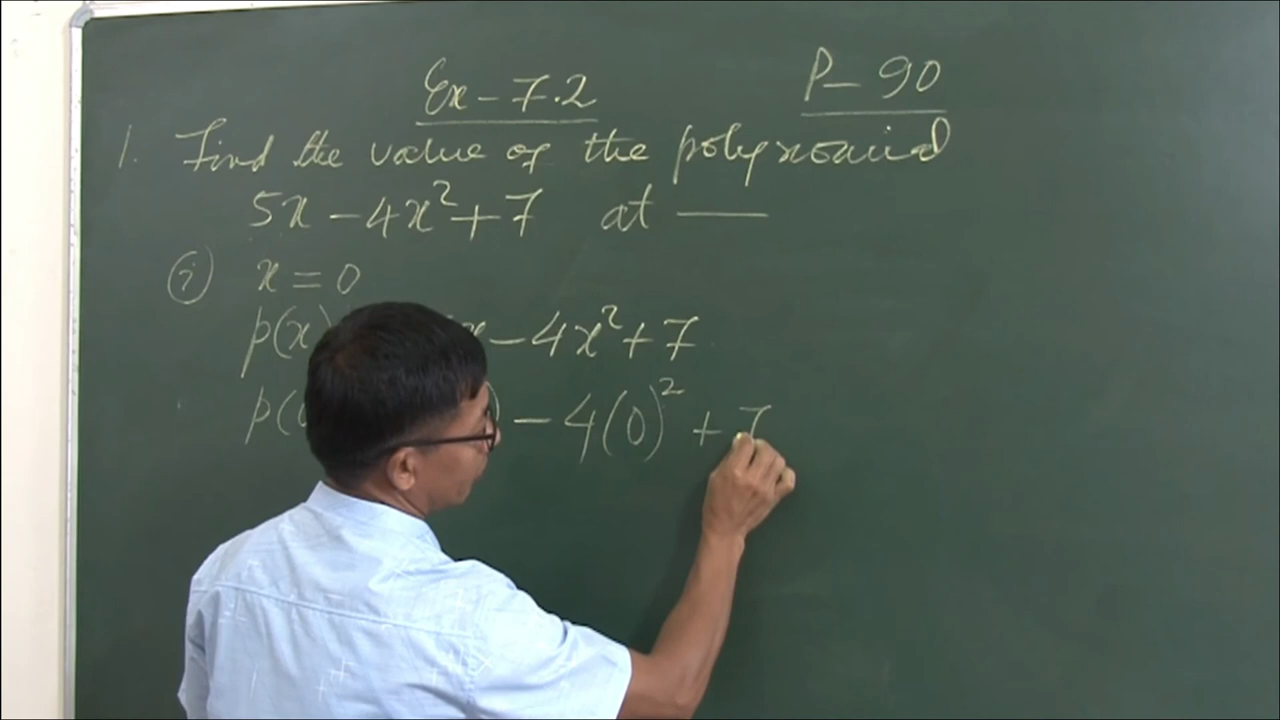 Ex – 7.2
P – 90
1. Find the value of the polynomial
5x – 4x² + 7 at ——
(i) x = 0
p(x) x – 4x² + 7
p(0 ) – 4(0)² + 7